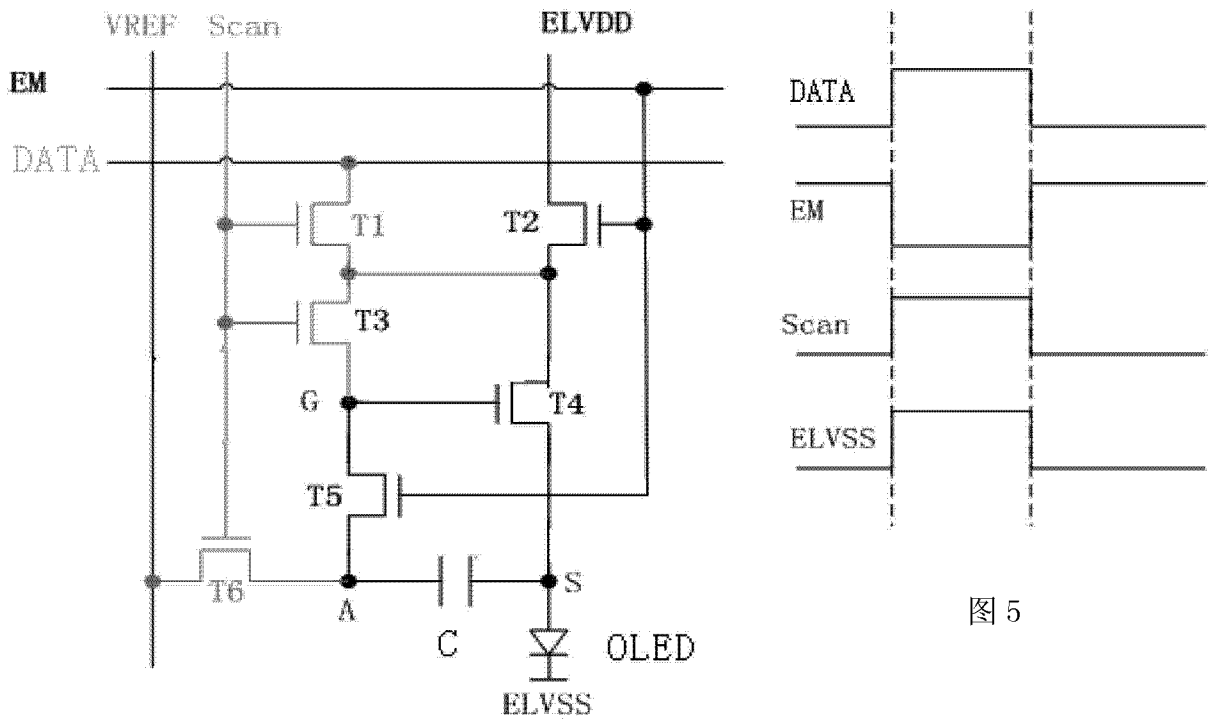 VREF Scan ELVDD
EM
DATA
T1
T2
T3
G
T4
T5
T6
A
S
C
OLED
ELVSS
DATA
EM
Scan
ELVSS
图 5